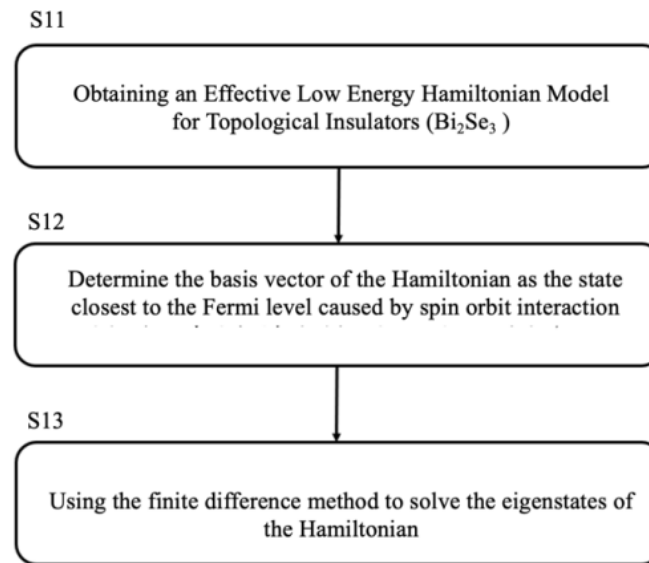 S11
Obtaining an Effective Low Energy Hamiltonian Model
for Topological Insulators (Bi₂Se₃ )
S12
Determine the basis vector of the Hamiltonian as the state
closest to the Fermi level caused by spin orbit interaction
S13
Using the finite difference method to solve the eigenstates of
the Hamiltonian